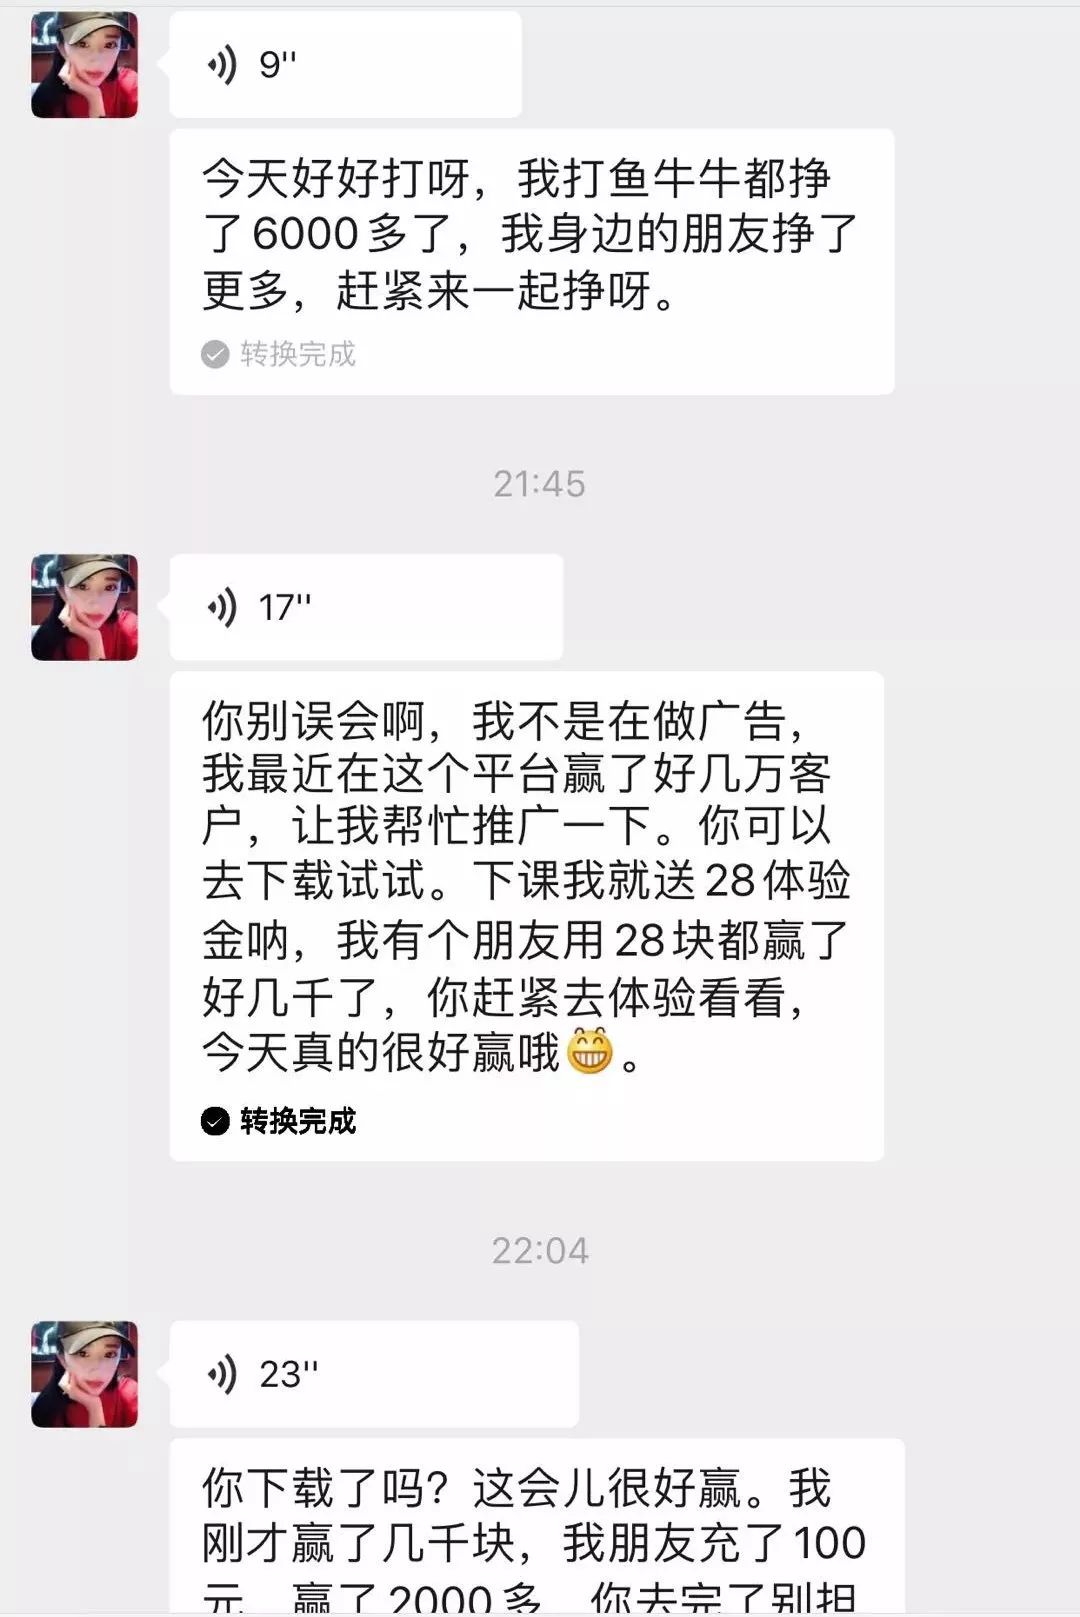 9''
今天好好打呀，我打鱼牛牛都挣
了6000多了，我身边的朋友挣了
更多，赶紧来一起挣呀。
转换完成
21:45
17''
你别误会啊，我不是在做广告，
我最近在这个平台赢了好几万客
户，让我帮忙推广一下。你可以
去下载试试。下课我就送28体验
金呐，我有个朋友用28块都赢了
好几千了，你赶紧去体验看看，
今天真的很好赢哦😁。
转换完成
22:04
23''
你下载了吗？这会儿很好赢。我
刚才赢了几千块，我朋友充了100
元，赢了2000多，你去完了别担